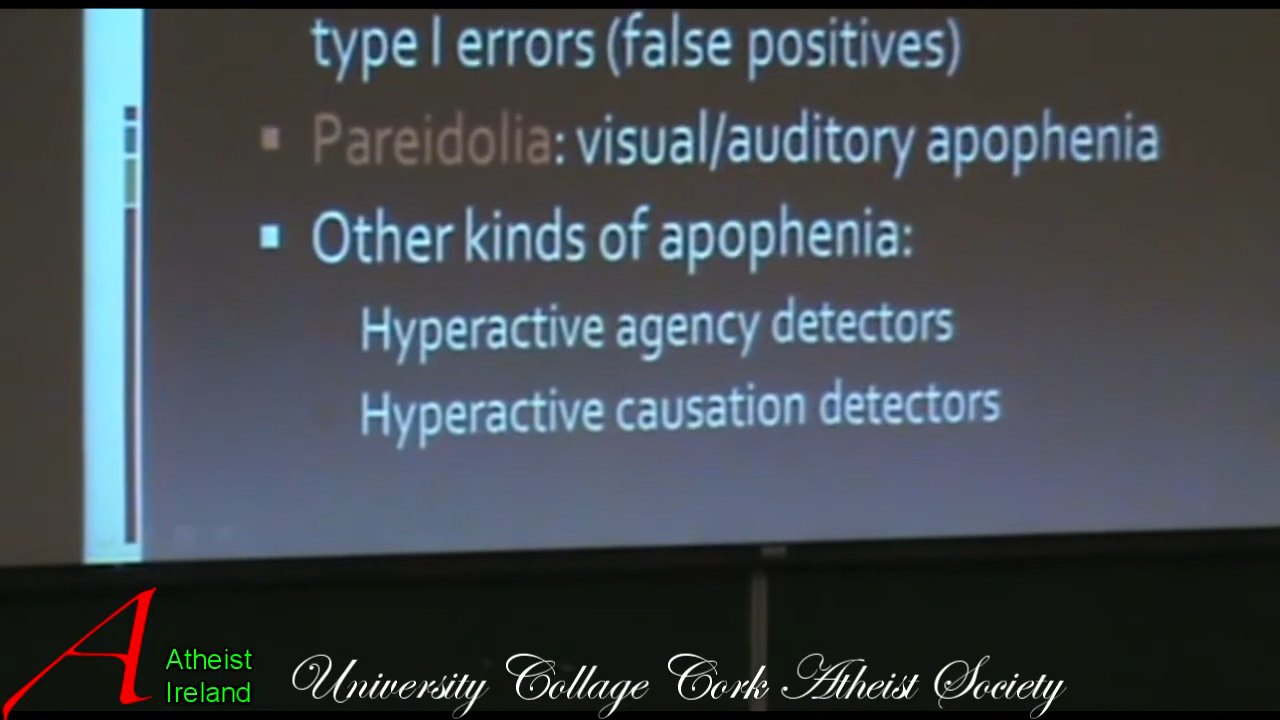 type I errors (false positives)
Pareidolia: visual/auditory apophenia
Other kinds of apophenia:
Hyperactive agency detectors
Hyperactive causation detectors
A
Atheist
Ireland
University Collage Cork Atheist Society